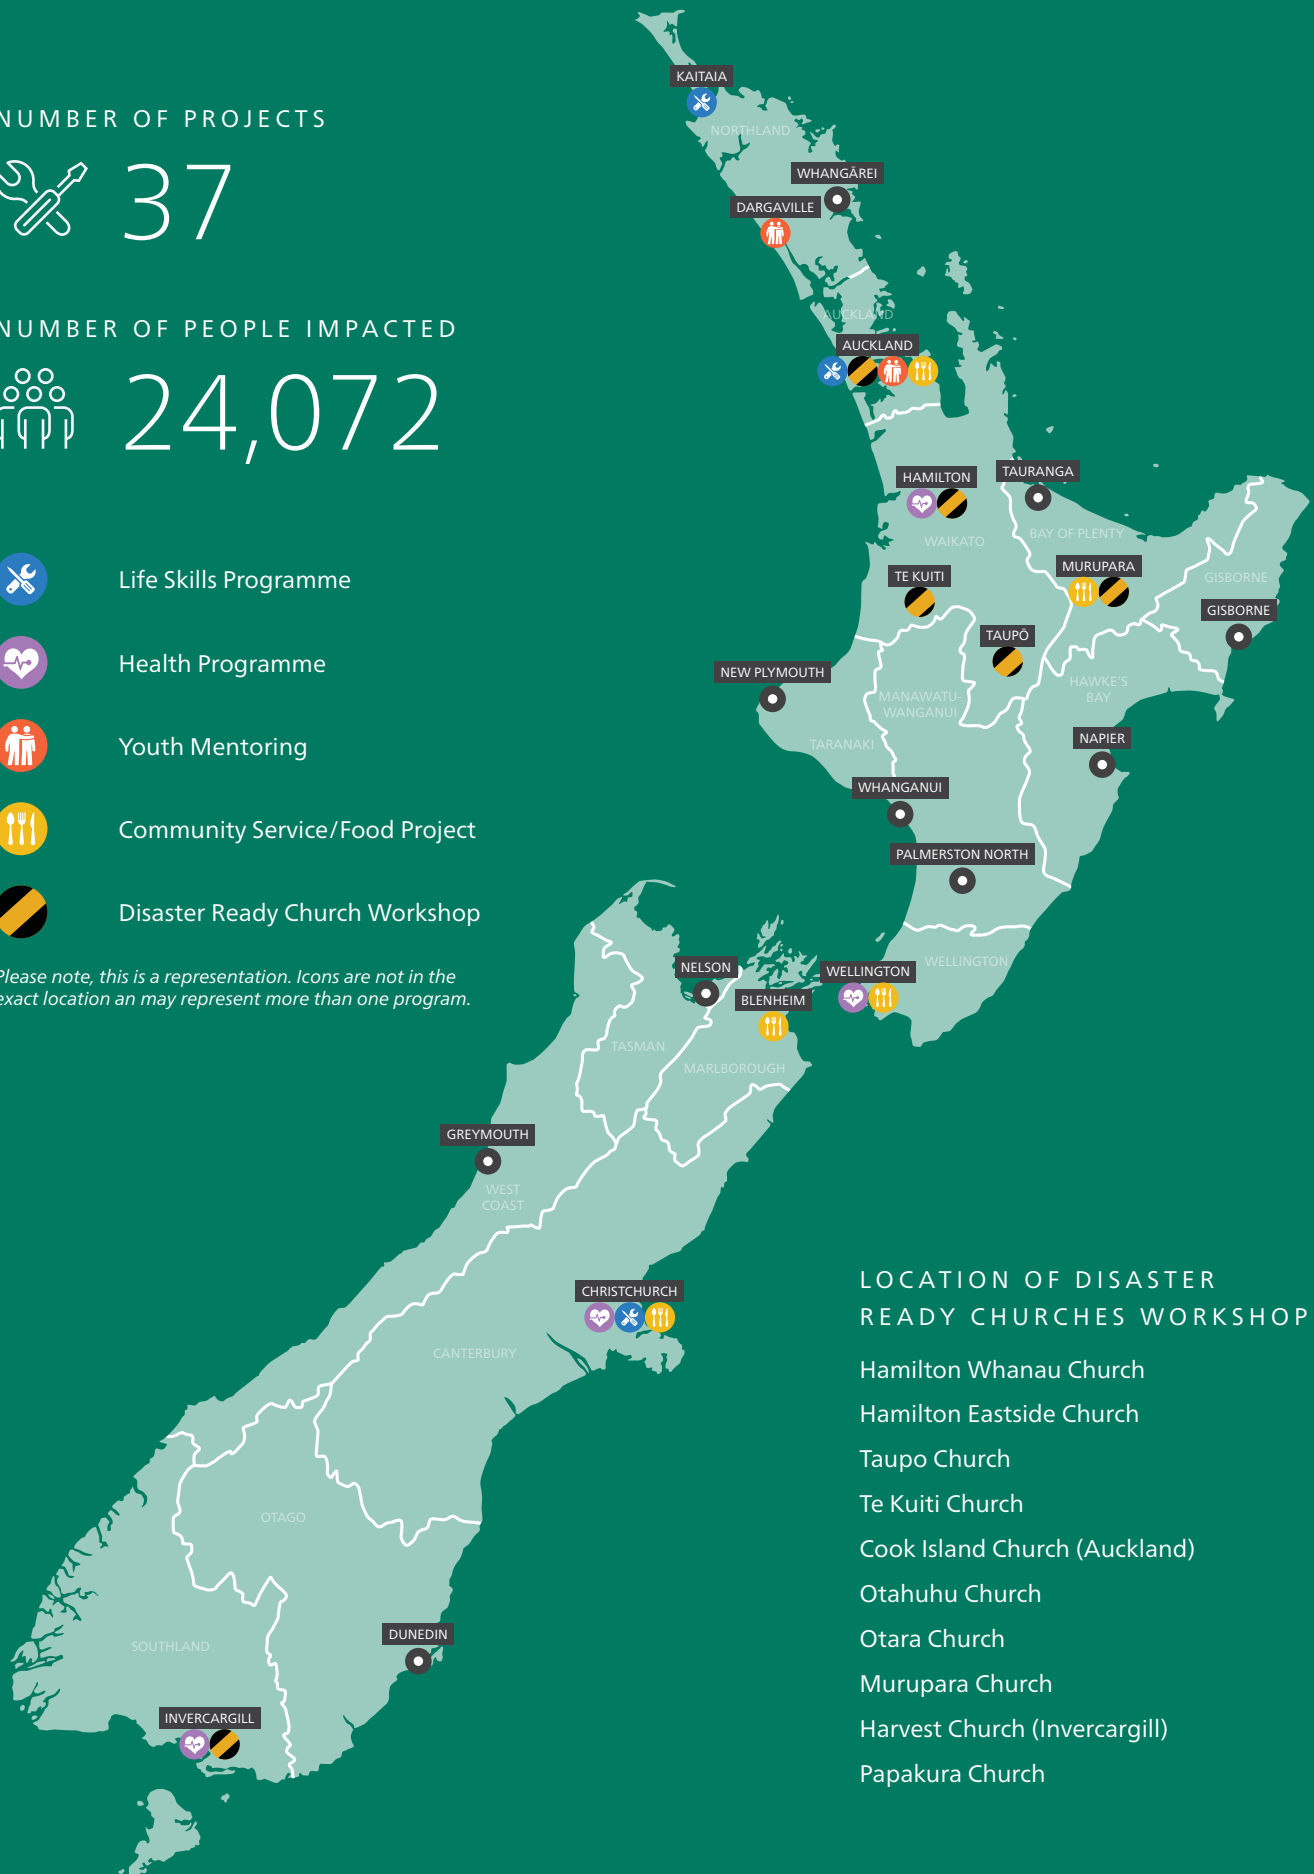 NUMBER OF PROJECTS
37
NUMBER OF PEOPLE IMPACTED
24,072
Life Skills Programme
Health Programme
Youth Mentoring
Community Service/Food Project
Disaster Ready Church Workshop
Please note, this is a representation. Icons are not in the
exact location an may represent more than one program.
KAITAIA
NORTHLAND
WHANGĀREI
DARGAVILLE
AUCKLAND
AUCKLAND
HAMILTON
TAURANGA
WAIKATO
BAY OF PLENTY
MURUPARA
TE KUITI
GISBORNE
GISBORNE
TAUPŌ
NEW PLYMOUTH
HAWKE'S
BAY
MANAWATU-
WANGANUI
TARANAKI
NAPIER
WHANGANUI
PALMERSTON NORTH
WELLINGTON
NELSON
WELLINGTON
BLENHEIM
TASMAN
MARLBOROUGH
GREYMOUTH
WEST
COAST
CHRISTCHURCH
CANTERBURY
OTAGO
DUNEDIN
SOUTHLAND
INVERCARGILL
LOCATION OF DISASTER
READY CHURCHES WORKSHOP
Hamilton Whanau Church
Hamilton Eastside Church
Taupo Church
Te Kuiti Church
Cook Island Church (Auckland)
Otahuhu Church
Otara Church
Murupara Church
Harvest Church (Invercargill)
Papakura Church